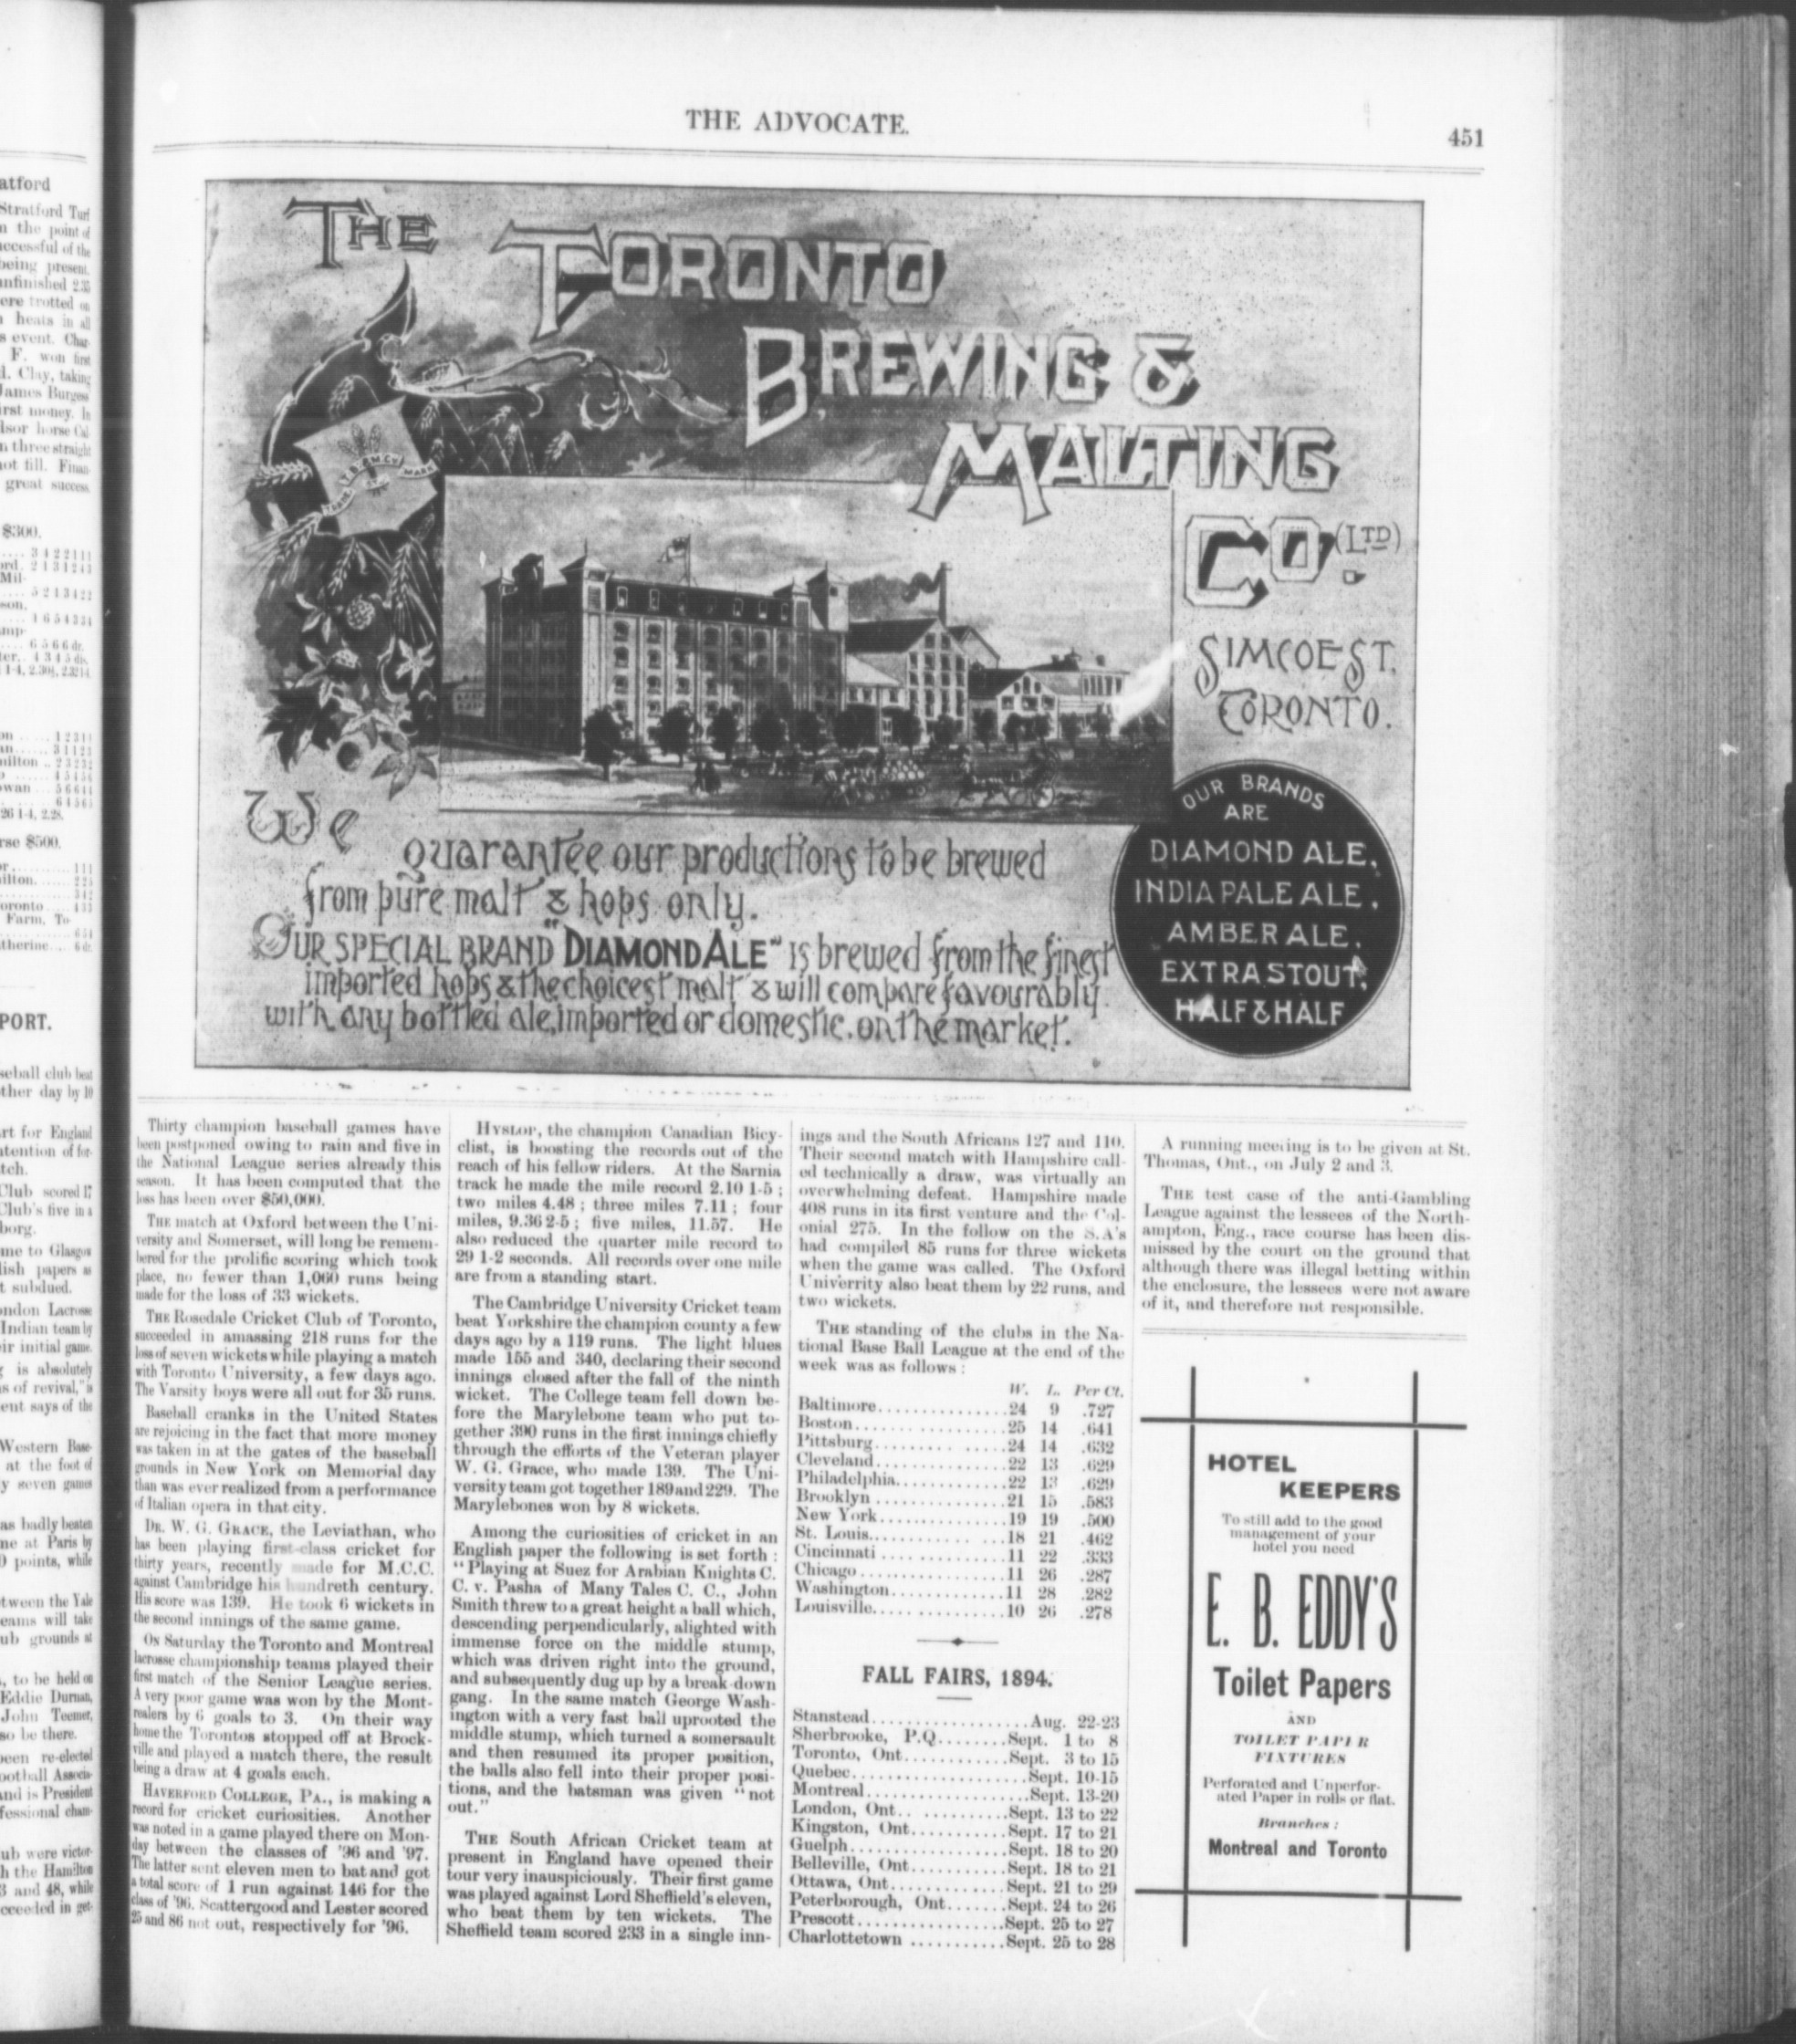 THE ADVOCATE.
451
THE TORONTO
BREWING &
MALTING
CO. (LTD)
SIMCOE ST.
TORONTO.
OUR BRANDS
ARE
DIAMOND ALE,
INDIA PALE ALE,
AMBER ALE,
EXTRA STOUT,
HALF & HALF
We
guarantee our productions to be brewed
from pure malt & hops only.
OUR SPECIAL BRAND "DIAMOND ALE" is brewed from the finest
imported hops & the choicest malt & will compare favourably
with any bottled ale, imported or domestic, on the market.
Thirty champion baseball games have
been postponed owing to rain and five in
the National League series already this
season. It has been computed that the
loss has been over $50,000.
THE match at Oxford between the Uni-
versity and Somerset, will long be remem-
bered for the prolific scoring which took
place, no fewer than 1,060 runs being
made for the loss of 33 wickets.
THE Rosedale Cricket Club of Toronto,
succeeded in amassing 218 runs for the
loss of seven wickets while playing a match
with Toronto University, a few days ago.
The Varsity boys were all out for 35 runs.
Baseball cranks in the United States
are rejoicing in the fact that more money
was taken in at the gates of the baseball
grounds in New York on Memorial day
than was ever realized from a performance
of Italian opera in that city.
DR. W. G. GRACE, the Leviathan, who
has been playing first-class cricket for
thirty years, recently made for M.C.C.
against Cambridge his hundreth century.
His score was 139. He took 6 wickets in
the second innings of the same game.
On Saturday the Toronto and Montreal
lacrosse championship teams played their
first match of the Senior League series.
A very poor game was won by the Mont-
realers by 6 goals to 3. On their way
home the Torontos stopped off at Brock-
ville and played a match there, the result
being a draw at 4 goals each.
HAVERFORD COLLEGE, PA., is making a
record for cricket curiosities. Another
was noted in a game played there on Mon-
day between the classes of '96 and '97.
The latter sent eleven men to bat and got
a total score of 1 run against 146 for the
class of '96. Scattergood and Lester scored
25 and 86 not out, respectively for '96.
HYSLOP, the champion Canadian Bicy-
clist, is boosting the records out of the
reach of his fellow riders. At the Sarnia
track he made the mile record 2.10 1-5 ;
two miles 4.48 ; three miles 7.11 ; four
miles, 9.36 2-5 ; five miles, 11.57. He
also reduced the quarter mile record to
29 1-2 seconds. All records over one mile
are from a standing start.
The Cambridge University Cricket team
beat Yorkshire the champion county a few
days ago by a 119 runs. The light blues
made 155 and 340, declaring their second
innings closed after the fall of the ninth
wicket. The College team fell down be-
fore the Marylebone team who put to-
gether 390 runs in the first innings chiefly
through the efforts of the Veteran player
W. G. Grace, who made 139. The Uni-
versity team got together 189 and 229. The
Marylebones won by 8 wickets.
Among the curiosities of cricket in an
English paper the following is set forth :
"Playing at Suez for Arabian Knights C.
C. v. Pasha of Many Tales C. C., John
Smith threw to a great height a ball which,
descending perpendicularly, alighted with
immense force on the middle stump,
which was driven right into the ground,
and subsequently dug up by a break-down
gang. In the same match George Wash-
ington with a very fast ball uprooted the
middle stump, which turned a somersault
and then resumed its proper position,
the balls also fell into their proper posi-
tions, and the batsman was given "not
out."
THE South African Cricket team at
present in England have opened their
tour very inauspiciously. Their first game
was played against Lord Sheffield's eleven,
who beat them by ten wickets. The
Sheffield team scored 233 in a single inn-
ings and the South Africans 127 and 110.
Their second match with Hampshire call-
ed technically a draw, was virtually an
overwhelming defeat. Hampshire made
408 runs in its first venture and the Col-
onial 275. In the follow on the S.A's
had compiled 85 runs for three wickets
when the game was called. The Oxford
Univerrity also beat them by 22 runs, and
two wickets.
THE standing of the clubs in the Na-
tional Base Ball League at the end of the
week was as follows :
W. L. Per Ct.
Baltimore...............24 9 .727
Boston..................25 14 .641
Pittsburg...............24 14 .632
Cleveland...............22 13 .629
Philadelphia............22 13 .629
Brooklyn................21 15 .583
New York................19 19 .500
St. Louis...............18 21 .462
Cincinnati..............11 22 .333
Chicago.................11 26 .287
Washington..............11 28 .282
Louisville..............10 26 .278
FALL FAIRS, 1894.
Stanstead..................Aug. 22-23
Sherbrooke, P.Q........Sept. 1 to 8
Toronto, Ont............Sept. 3 to 15
Quebec....................Sept. 10-15
Montreal..................Sept. 13-20
London, Ont............Sept. 13 to 22
Kingston, Ont..........Sept. 17 to 21
Guelph.................Sept. 18 to 20
Belleville, Ont..........Sept. 18 to 21
Ottawa, Ont............Sept. 21 to 29
Peterborough, Ont.......Sept. 24 to 26
Prescott................Sept. 25 to 27
Charlottetown ..........Sept. 25 to 28
A running meeting is to be given at St.
Thomas, Ont., on July 2 and 3.
THE test case of the anti-Gambling
League against the lessees of the North-
ampton, Eng., race course has been dis-
missed by the court on the ground that
although there was illegal betting within
the enclosure, the lessees were not aware
of it, and therefore not responsible.
HOTEL
KEEPERS
To still add to the good
management of your
hotel you need
E. B. EDDY'S
Toilet Papers
AND
TOILET PAPER
FIXTURES
Perforated and Unperfor-
ated Paper in rolls or flat.
Branches :
Montreal and Toronto